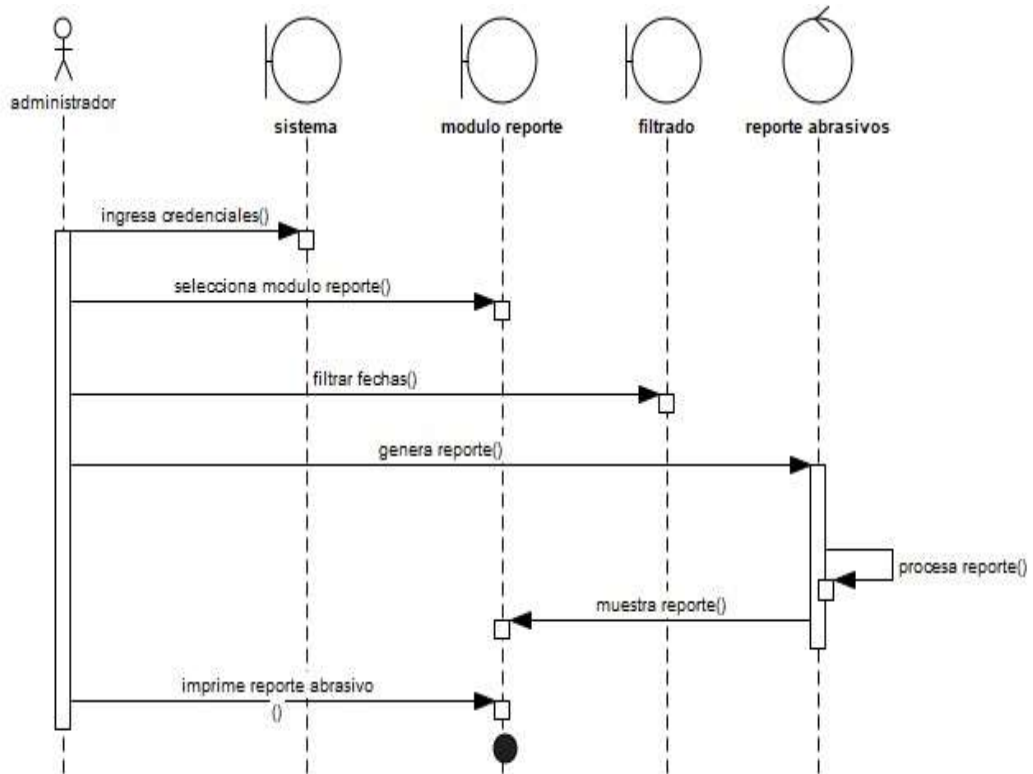 administrador
sistema
modulo reporte
filtrado
reporte abrasivos
ingresa credenciales()
selecciona modulo reporte()
filtrar fechas()
genera reporte()
procesa reporte()
muestra reporte()
imprime reporte abrasivo
()